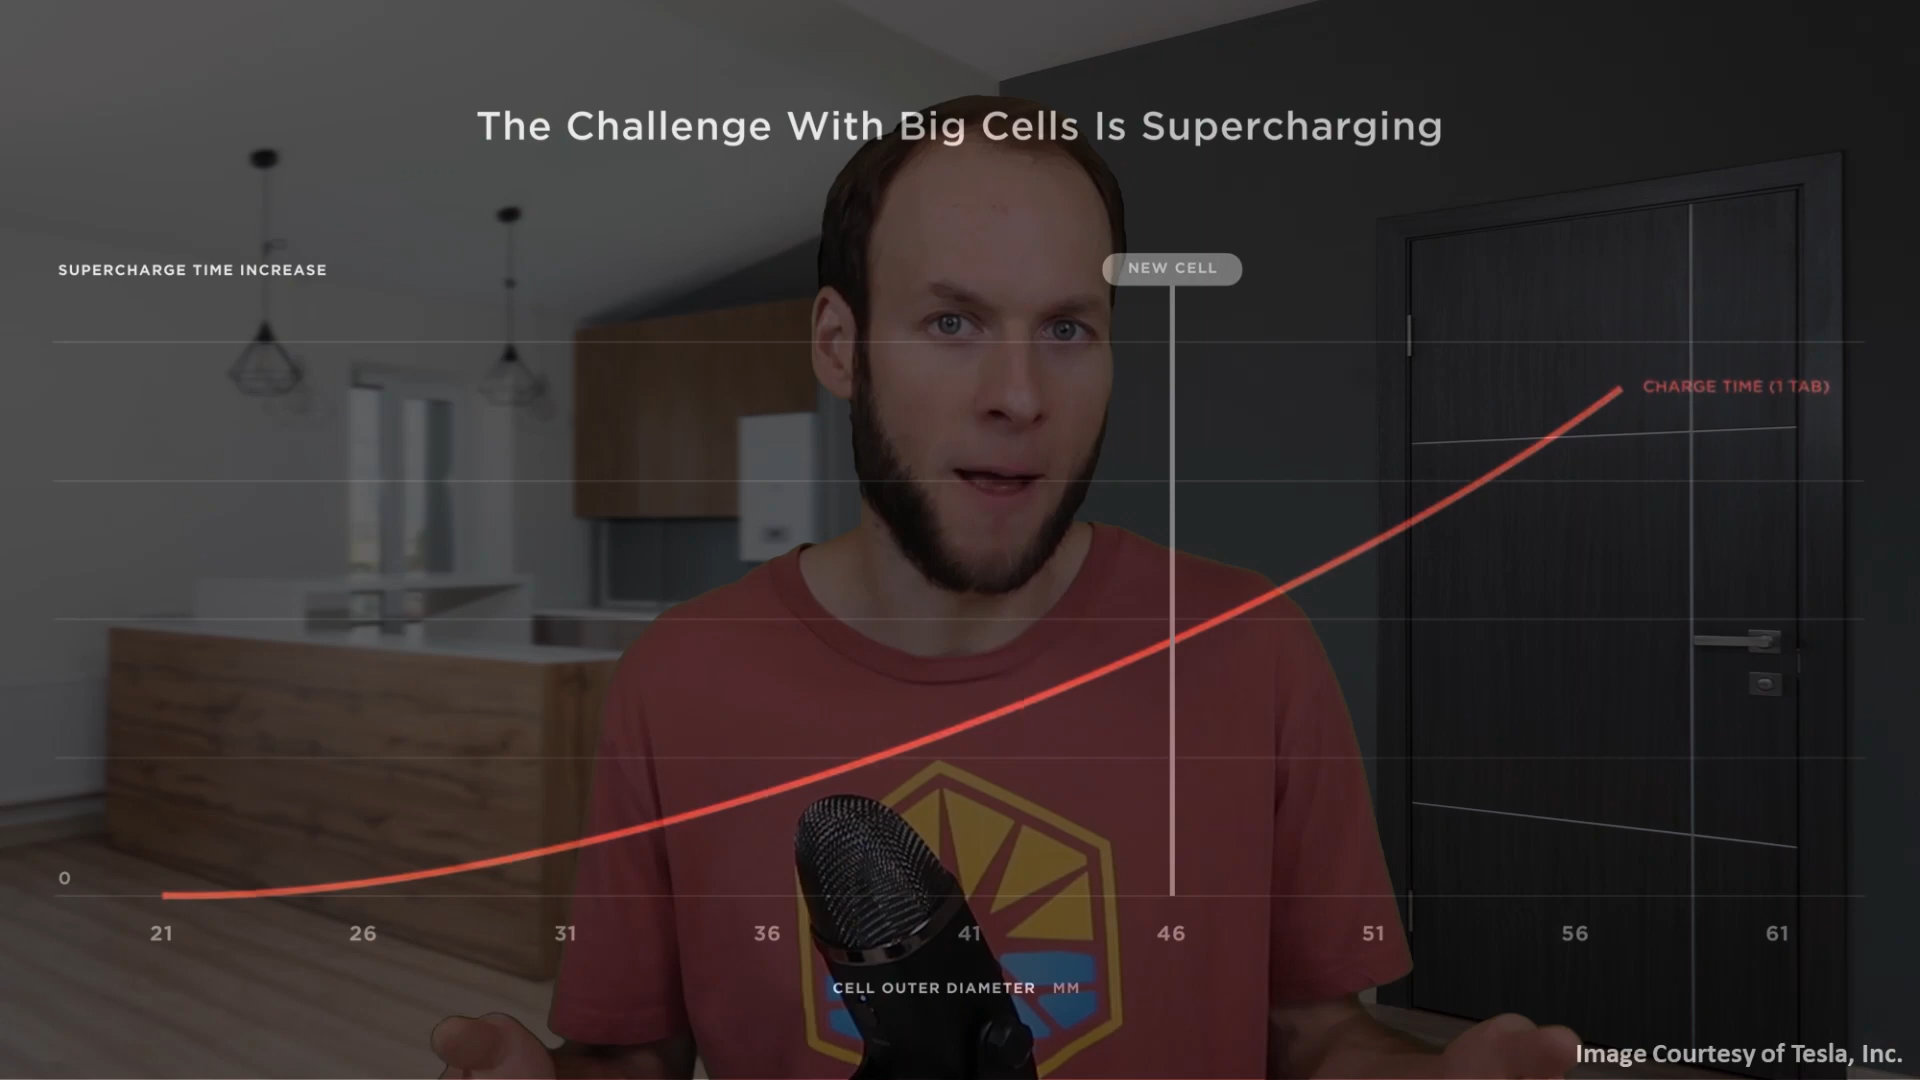 The Challenge With Big Cells Is Supercharging
SUPERCHARGE TIME INCREASE
NEW CELL
CHARGE TIME (1 TAB)
0
21 26 31 36 41 46 51 56 61
CELL OUTER DIAMETER MM
Image Courtesy of Tesla, Inc.